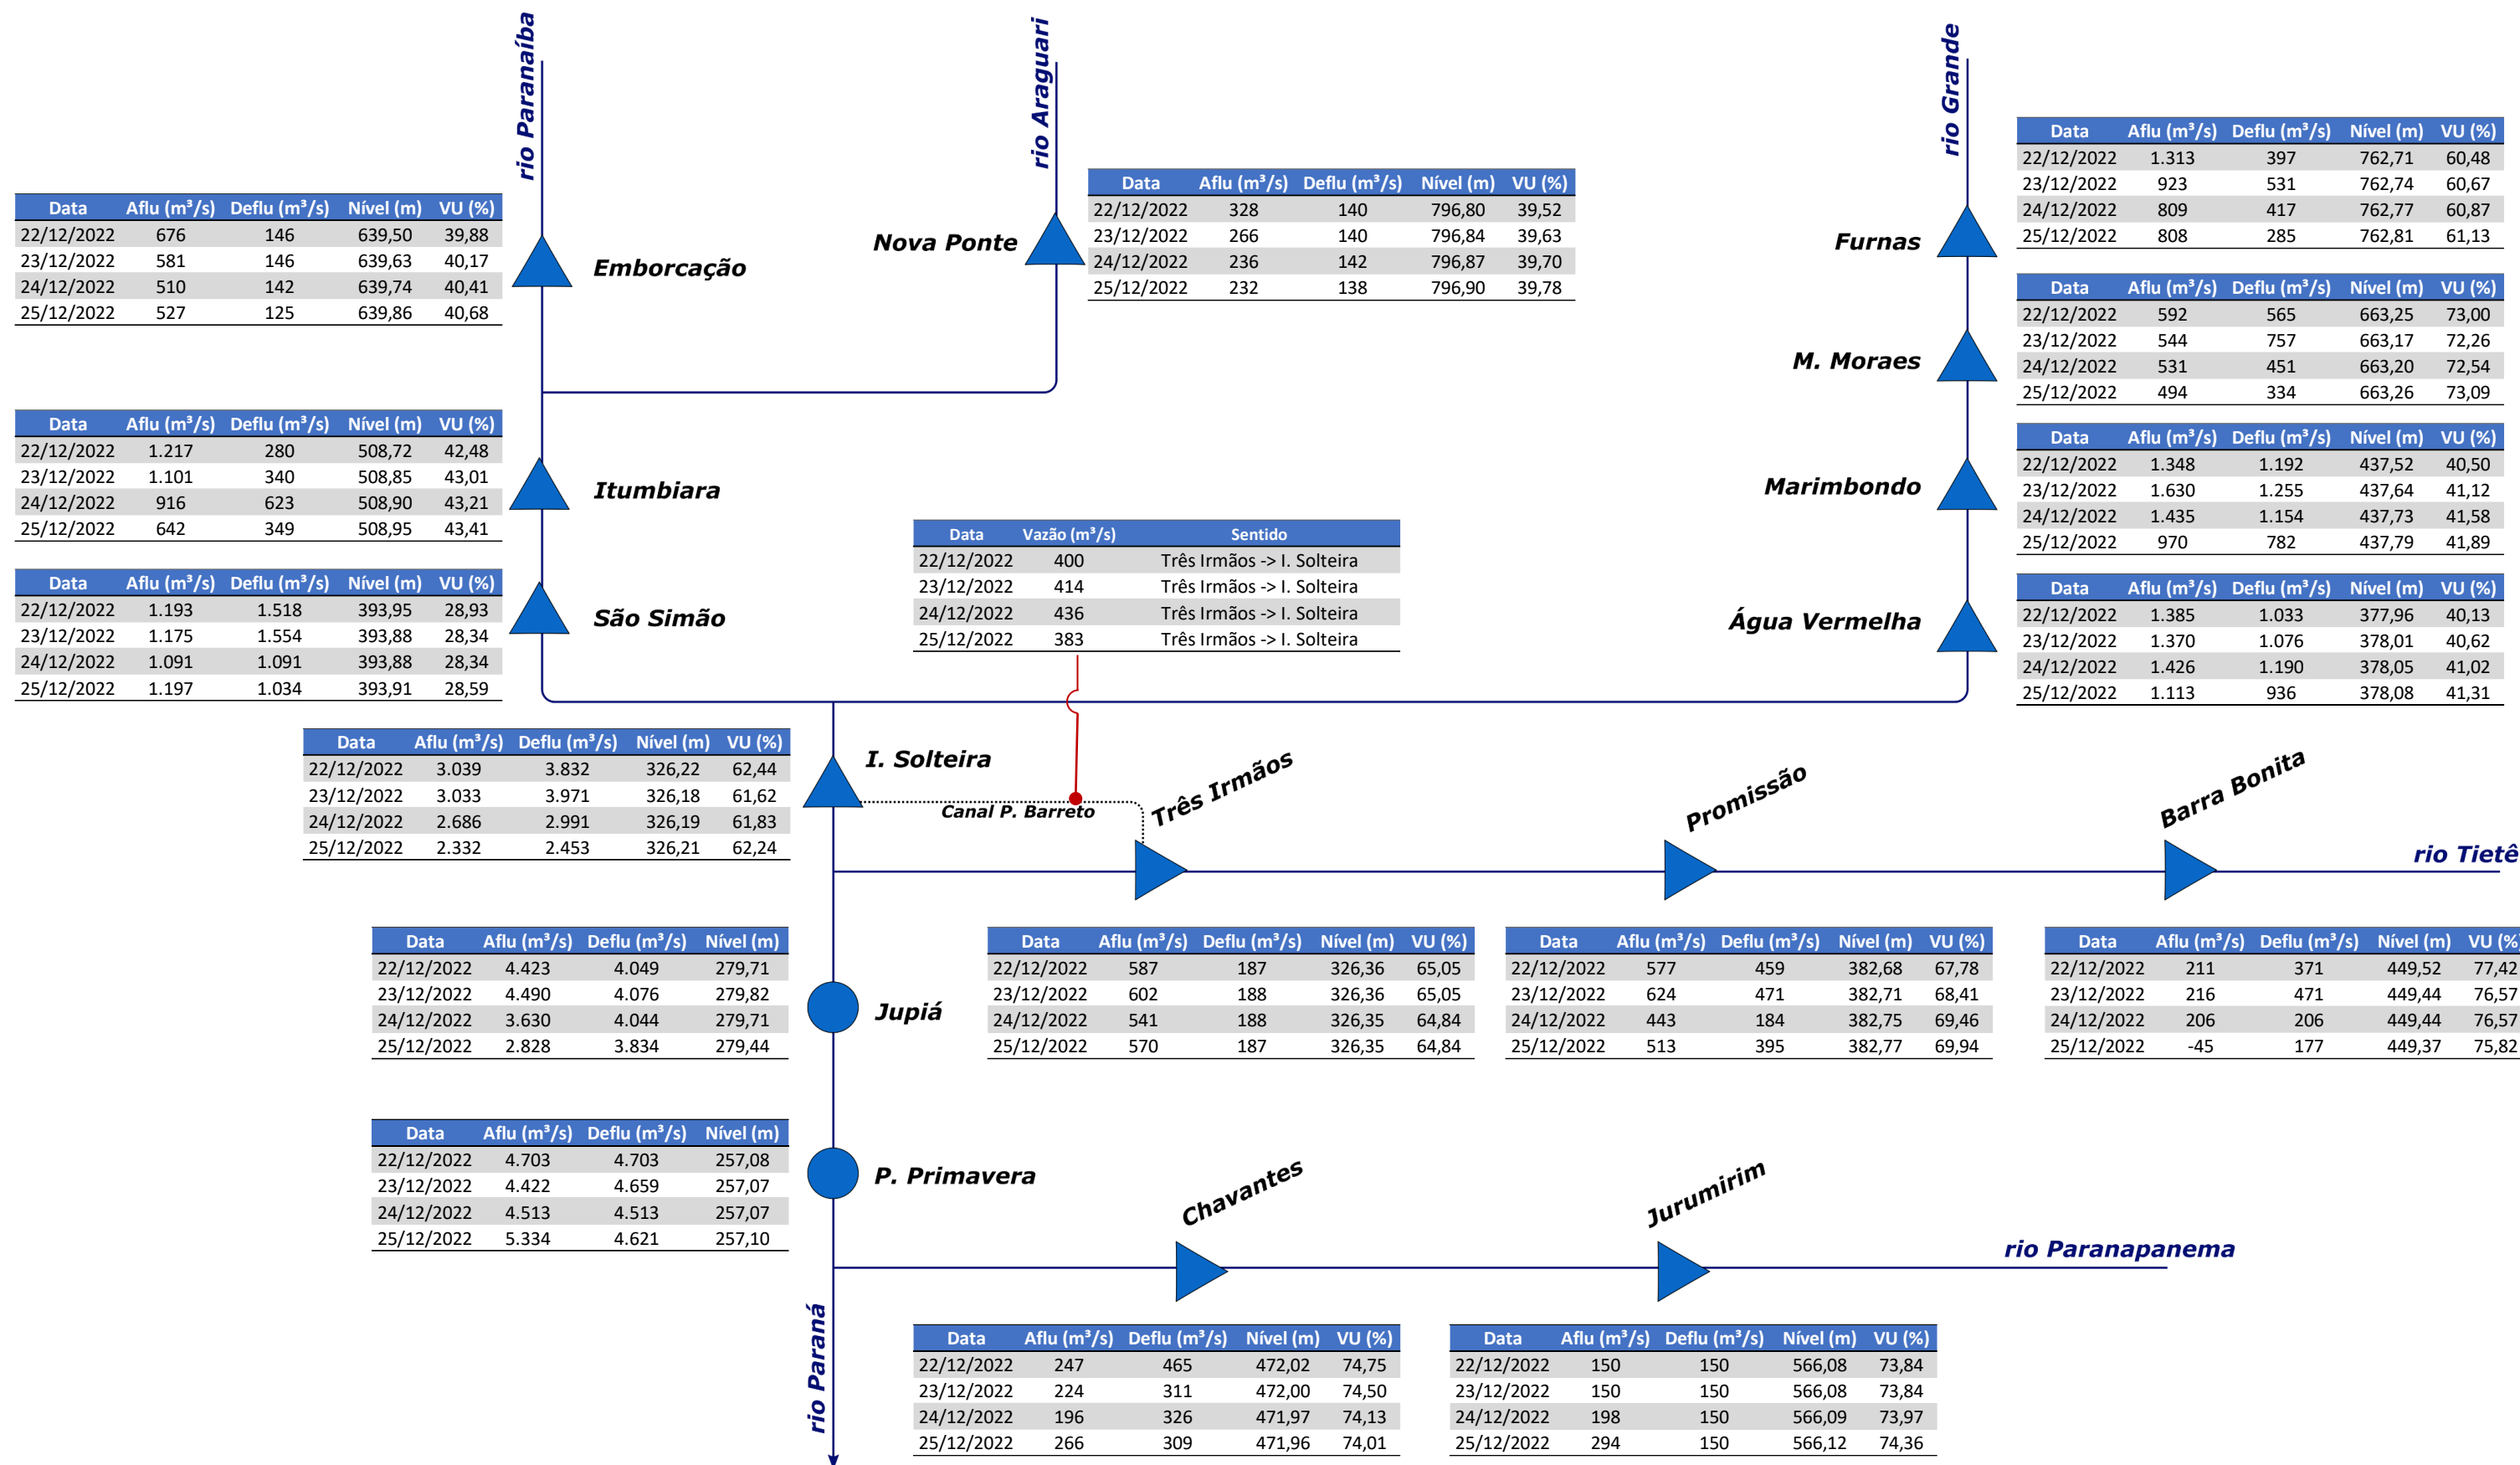 rio Paranaíba
rio Araguari
rio Grande
Data Aflu (m³/s) Deflu (m³/s) Nível (m) VU (%)
22/12/2022 1.313 397 762,71 60,48
23/12/2022 923 531 762,74 60,67
24/12/2022 809 417 762,77 60,87
25/12/2022 808 285 762,81 61,13
Furnas
Data Aflu (m³/s) Deflu (m³/s) Nível (m) VU (%)
22/12/2022 328 140 796,80 39,52
23/12/2022 266 140 796,84 39,63
24/12/2022 236 142 796,87 39,70
25/12/2022 232 138 796,90 39,78
Nova Ponte
Data Aflu (m³/s) Deflu (m³/s) Nível (m) VU (%)
22/12/2022 676 146 639,50 39,88
23/12/2022 581 146 639,63 40,17
24/12/2022 510 142 639,74 40,41
25/12/2022 527 125 639,86 40,68
Emborcação
Data Aflu (m³/s) Deflu (m³/s) Nível (m) VU (%)
22/12/2022 592 565 663,25 73,00
23/12/2022 544 757 663,17 72,26
24/12/2022 531 451 663,20 72,54
25/12/2022 494 334 663,26 73,09
M. Moraes
Data Aflu (m³/s) Deflu (m³/s) Nível (m) VU (%)
22/12/2022 1.217 280 508,72 42,48
23/12/2022 1.101 340 508,85 43,01
24/12/2022 916 623 508,90 43,21
25/12/2022 642 349 508,95 43,41
Itumbiara
Data Aflu (m³/s) Deflu (m³/s) Nível (m) VU (%)
22/12/2022 1.348 1.192 437,52 40,50
23/12/2022 1.630 1.255 437,64 41,12
24/12/2022 1.435 1.154 437,73 41,58
25/12/2022 970 782 437,79 41,89
Marimbondo
Data Vazão (m³/s) Sentido
22/12/2022 400 Três Irmãos -> I. Solteira
23/12/2022 414 Três Irmãos -> I. Solteira
24/12/2022 436 Três Irmãos -> I. Solteira
25/12/2022 383 Três Irmãos -> I. Solteira
Data Aflu (m³/s) Deflu (m³/s) Nível (m) VU (%)
22/12/2022 1.193 1.518 393,95 28,93
23/12/2022 1.175 1.554 393,88 28,34
24/12/2022 1.091 1.091 393,88 28,34
25/12/2022 1.197 1.034 393,91 28,59
São Simão
Data Aflu (m³/s) Deflu (m³/s) Nível (m) VU (%)
22/12/2022 1.385 1.033 377,96 40,13
23/12/2022 1.370 1.076 378,01 40,62
24/12/2022 1.426 1.190 378,05 41,02
25/12/2022 1.113 936 378,08 41,31
Água Vermelha
Data Aflu (m³/s) Deflu (m³/s) Nível (m) VU (%)
22/12/2022 3.039 3.832 326,22 62,44
23/12/2022 3.033 3.971 326,18 61,62
24/12/2022 2.686 2.991 326,19 61,83
25/12/2022 2.332 2.453 326,21 62,24
I. Solteira
Canal P. Barreto
Três Irmãos
Promissão
Barra Bonita
rio Tietê
Data Aflu (m³/s) Deflu (m³/s) Nível (m)
22/12/2022 4.423 4.049 279,71
23/12/2022 4.490 4.076 279,82
24/12/2022 3.630 4.044 279,71
25/12/2022 2.828 3.834 279,44
Jupiá
Data Aflu (m³/s) Deflu (m³/s) Nível (m) VU (%)
22/12/2022 587 187 326,36 65,05
23/12/2022 602 188 326,36 65,05
24/12/2022 541 188 326,35 64,84
25/12/2022 570 187 326,35 64,84
Data Aflu (m³/s) Deflu (m³/s) Nível (m) VU (%)
22/12/2022 577 459 382,68 67,78
23/12/2022 624 471 382,71 68,41
24/12/2022 443 184 382,75 69,46
25/12/2022 513 395 382,77 69,94
Data Aflu (m³/s) Deflu (m³/s) Nível (m) VU (%)
22/12/2022 211 371 449,52 77,42
23/12/2022 216 471 449,44 76,57
24/12/2022 206 206 449,44 76,57
25/12/2022 -45 177 449,37 75,82
Data Aflu (m³/s) Deflu (m³/s) Nível (m)
22/12/2022 4.703 4.703 257,08
23/12/2022 4.422 4.659 257,07
24/12/2022 4.513 4.513 257,07
25/12/2022 5.334 4.621 257,10
P. Primavera
Chavantes
Jurumirim
rio Paranapanema
rio Paraná
Data Aflu (m³/s) Deflu (m³/s) Nível (m) VU (%)
22/12/2022 247 465 472,02 74,75
23/12/2022 224 311 472,00 74,50
24/12/2022 196 326 471,97 74,13
25/12/2022 266 309 471,96 74,01
Data Aflu (m³/s) Deflu (m³/s) Nível (m) VU (%)
22/12/2022 150 150 566,08 73,84
23/12/2022 150 150 566,08 73,84
24/12/2022 198 150 566,09 73,97
25/12/2022 294 150 566,12 74,36